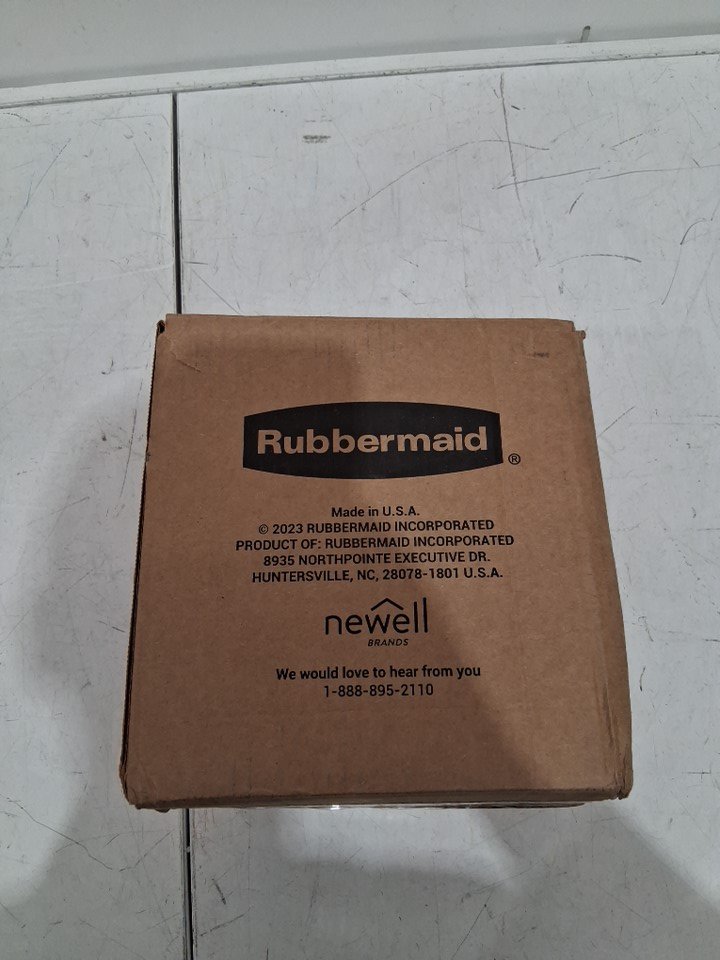 Rubbermaid®
Made in U.S.A.
© 2023 RUBBERMAID INCORPORATED
PRODUCT OF: RUBBERMAID INCORPORATED
8935 NORTHPOINTE EXECUTIVE DR.
HUNTERSVILLE, NC, 28078-1801 U.S.A.
newell
BRANDS
We would love to hear from you
1-888-895-2110